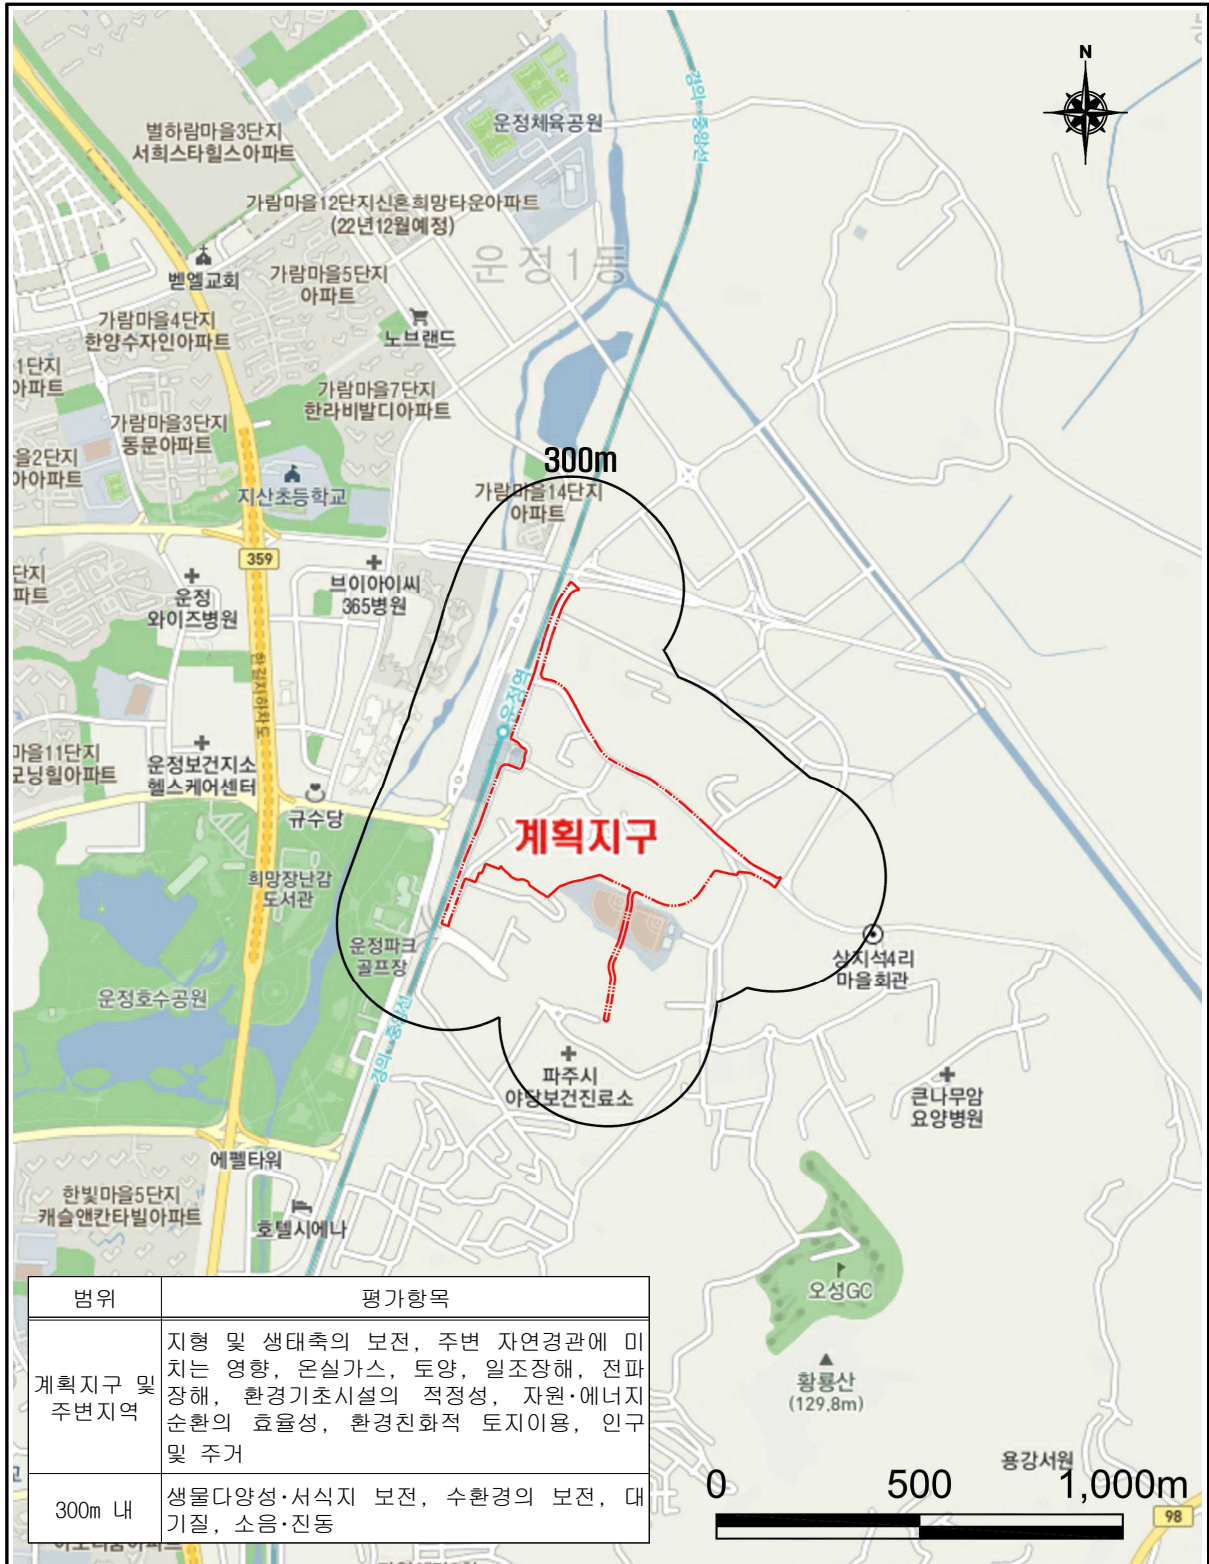 N
경의·중앙선
운정체육공원
별하람마을3단지
서희스타힐스아파트
가람마을12단지신혼희망타운아파트
(22년12월예정)
운정1동
벧엘교회
가람마을5단지
아파트
가람마을4단지
한양수자인아파트
노브랜드
1단지
아파트
가람마을7단지
한라비발디아파트
가람마을3단지
동문아파트
을2단지
아아파트
300m
지산초등학교
가람마을14단지
아파트
359
단지
파트
운정
와이즈병원
브이아이씨
365병원
한길지하차도
운정역
마을11단지
모닝힐아파트
운정보건지소
헬스케어센터
규수당
계획지구
희망장난감
도서관
운정파크
골프장
상지석4리
마을회관
운정호수공원
경의·중앙선
파주시
야당보건진료소
큰나무암
요양병원
에펠타워
한빛마을5단지
캐슬앤칸타빌아파트
호텔시에나
오성GC
황룡산
(129.8m)
용강서원
범위 평가항목
계획지구 및
주변지역
지형 및 생태축의 보전, 주변 자연경관에 미
치는 영향, 온실가스, 토양, 일조장해, 전파
장해, 환경기초시설의 적정성, 자원·에너지
순환의 효율성, 환경친화적 토지이용, 인구
및 주거
300m 내
생물다양성·서식지 보전, 수환경의 보전, 대
기질, 소음·진동
0 500 1,000m
98